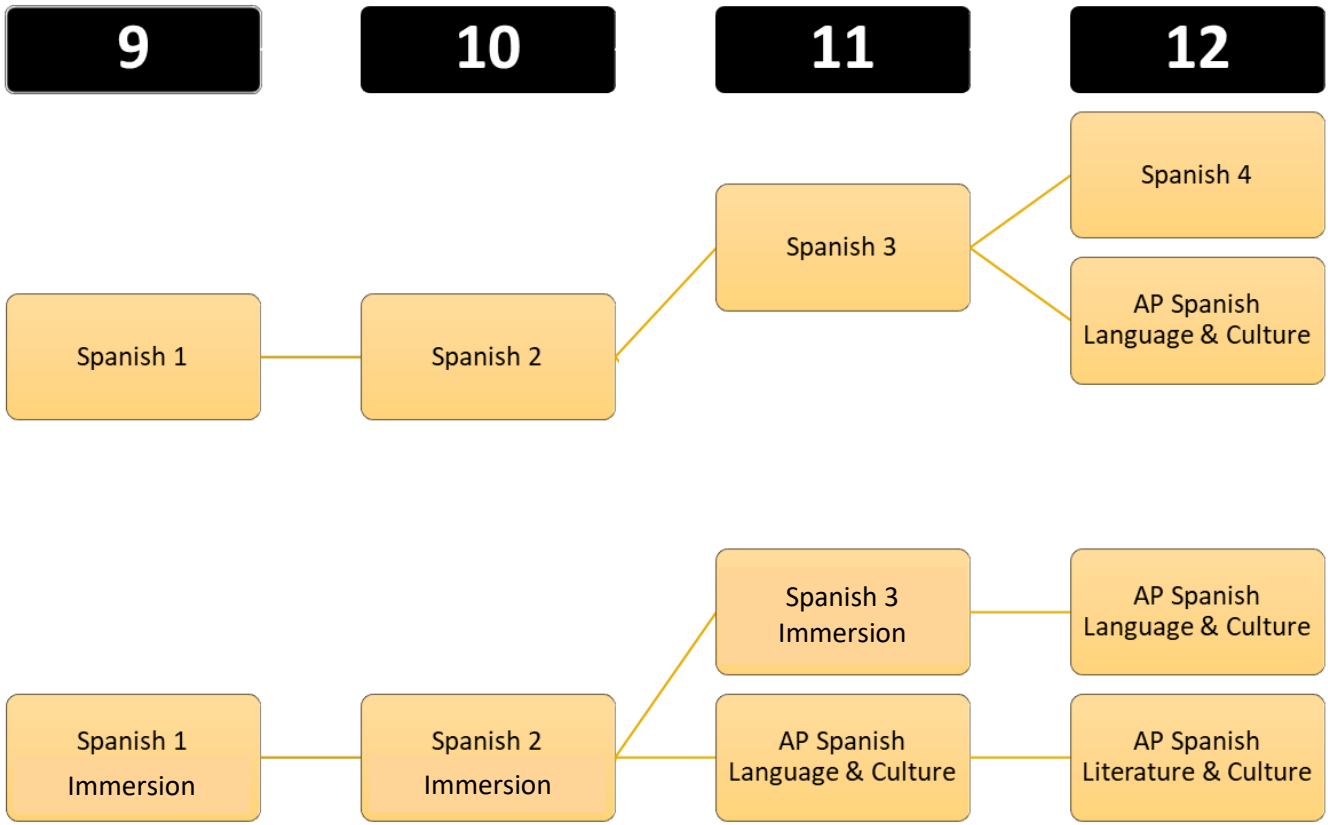 9
10
11
12
Spanish 4
Spanish 3
AP Spanish
Language & Culture
Spanish 1
Spanish 2
Spanish 3
Immersion
AP Spanish
Language & Culture
Spanish 1
Immersion
Spanish 2
Immersion
AP Spanish
Language & Culture
AP Spanish
Literature & Culture